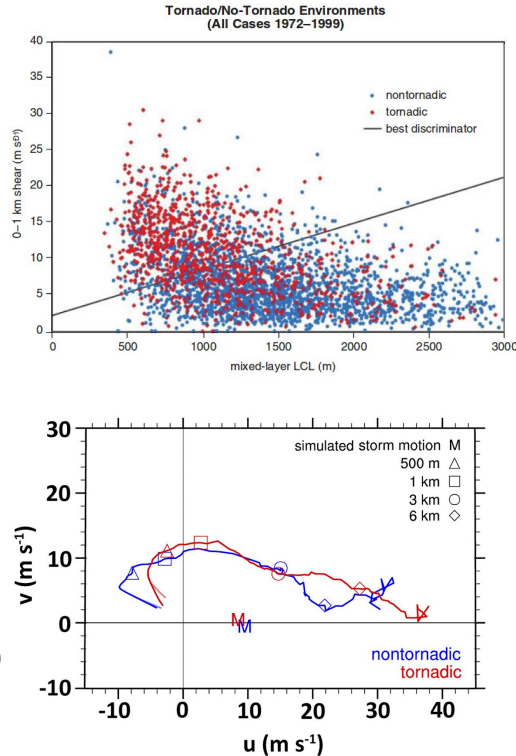 Tornado/No-Tornado Environments
(All Cases 1972–1999)
40
35
30
25
20
15
10
5
0
0–1 km shear (m s⁻¹)
nontornadic
tornadic
best discriminator
0 500 1000 1500 2000 2500 3000
mixed-layer LCL (m)
30
20
10
0
-10
v (m s⁻¹)
simulated storm motion M
500 m
1 km
3 km
6 km
M
M
nontornadic
tornadic
-10 0 10 20 30 40
u (m s⁻¹)
)